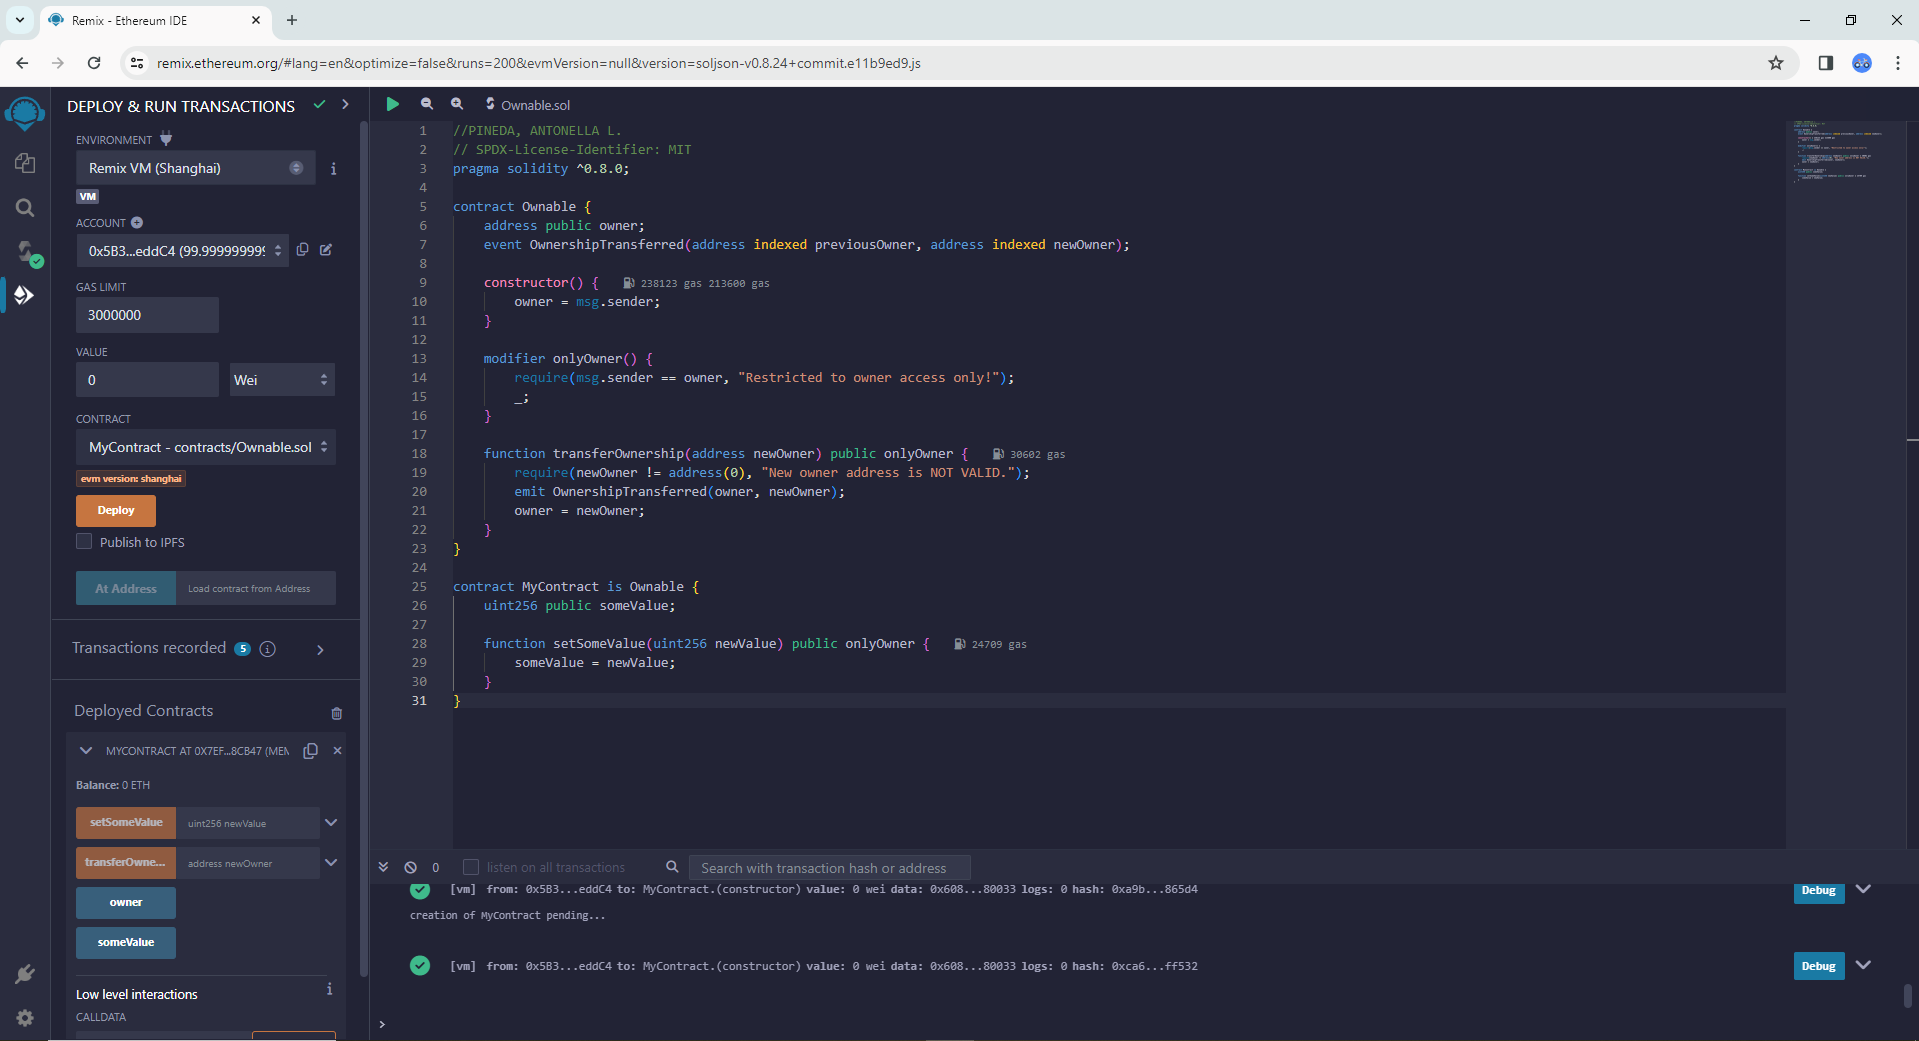 Remix - Ethereum IDE
remix.ethereum.org/#lang=en&optimize=false&runs=200&evmVersion=null&version=soljson-v0.8.24+commit.e11b9ed9.js
DEPLOY & RUN TRANSACTIONS
ENVIRONMENT
Remix VM (Shanghai)
VM
ACCOUNT
0x5B3...eddC4 (99.999999999
GAS LIMIT
3000000
VALUE
0
Wei
CONTRACT
MyContract - contracts/Ownable.sol
evm version: shanghai
Deploy
Publish to IPFS
At Address
Load contract from Address
Transactions recorded 5
Deployed Contracts
MYCONTRACT AT 0X7EF...8CB47 (MEM
Balance: 0 ETH
setSomeValue
uint256 newValue
transferOwne...
address newOwner
owner
someValue
Low level interactions
CALLDATA
Ownable.sol
1 //PINEDA, ANTONELLA L.
2 // SPDX-License-Identifier: MIT
3 pragma solidity ^0.8.0;
4
5 contract Ownable {
6 address public owner;
7 event OwnershipTransferred(address indexed previousOwner, address indexed newOwner);
8
9 constructor() { 238123 gas 213600 gas
10 owner = msg.sender;
11 }
12
13 modifier onlyOwner() {
14 require(msg.sender == owner, "Restricted to owner access only!");
15 _;
16 }
17
18 function transferOwnership(address newOwner) public onlyOwner { 30602 gas
19 require(newOwner != address(0), "New owner address is NOT VALID.");
20 emit OwnershipTransferred(owner, newOwner);
21 owner = newOwner;
22 }
23 }
24
25 contract MyContract is Ownable {
26 uint256 public someValue;
27
28 function setSomeValue(uint256 newValue) public onlyOwner { 24709 gas
29 someValue = newValue;
30 }
31 }
0
listen on all transactions
Search with transaction hash or address
[vm] from: 0x5B3...eddC4 to: MyContract.(constructor) value: 0 wei data: 0x608...80033 logs: 0 hash: 0xa9b...865d4
Debug
creation of MyContract pending...
[vm] from: 0x5B3...eddC4 to: MyContract.(constructor) value: 0 wei data: 0x608...80033 logs: 0 hash: 0xca6...ff532
Debug
>